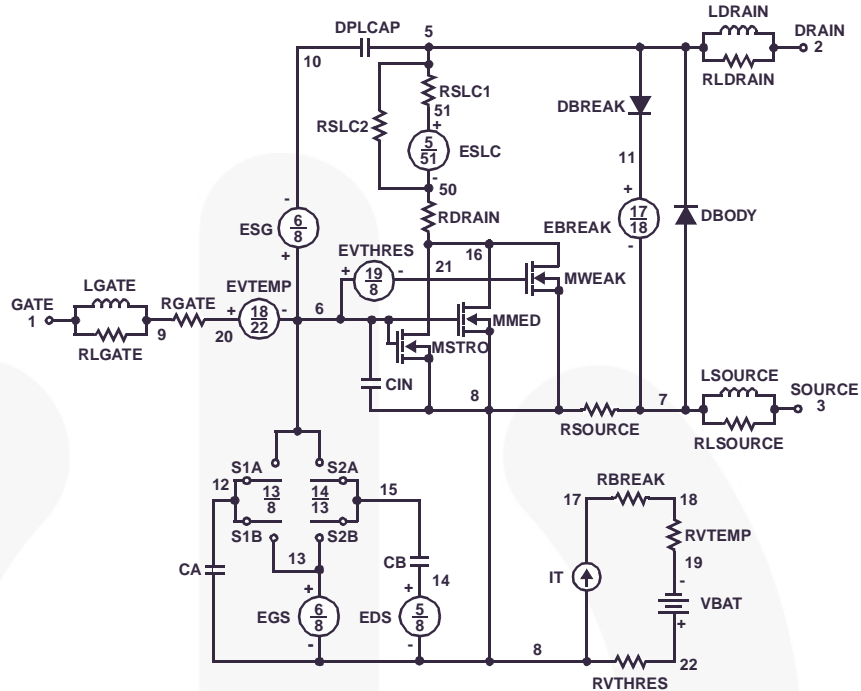 LDRAIN
DPLCAP
5
DRAIN
2
10
RLDRAIN
RSLC1
51
+
RSLC2
5
51
ESLC
-
50
DBREAK
11
+
17
18
EBREAK
-
DBODY
-
6
8
ESG
+
RDRAIN
EVTHRES
16
+
19
8
-
21
MWEAK
LGATE
EVTEMP
GATE
1
RGATE
+
18
22
-
6
9
20
RLGATE
MMED
MSTRO
CIN
8
7
LSOURCE
SOURCE
3
RSOURCE
RLSOURCE
S1A
S2A
12
13
8
14
13
15
S1B
S2B
13
RBREAK
17
18
RVTEMP
19
CA
CB
14
IT
-
VBAT
+
+
EGS
6
8
-
+
EDS
5
8
-
8
22
RVTHRES